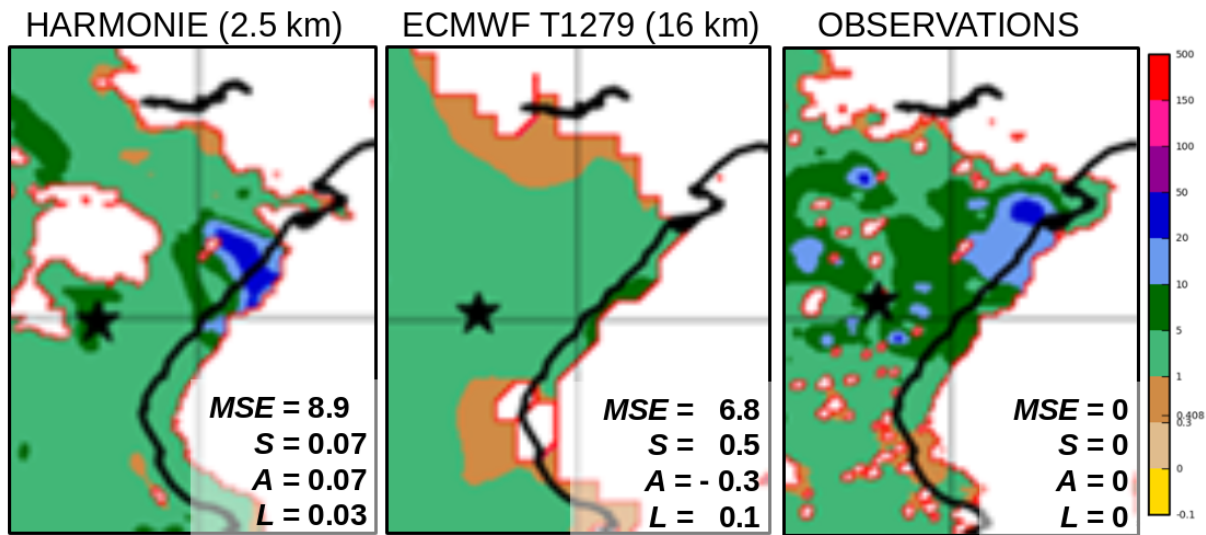 HARMONIE (2.5 km)
ECMWF T1279 (16 km)
OBSERVATIONS
MSE = 8.9
S = 0.07
A = 0.07
L = 0.03
MSE = 6.8
S = 0.5
A = - 0.3
L = 0.1
MSE = 0
S = 0
A = 0
L = 0
500
150
100
50
20
10
5
1
0.408
0.3
0
-0.1